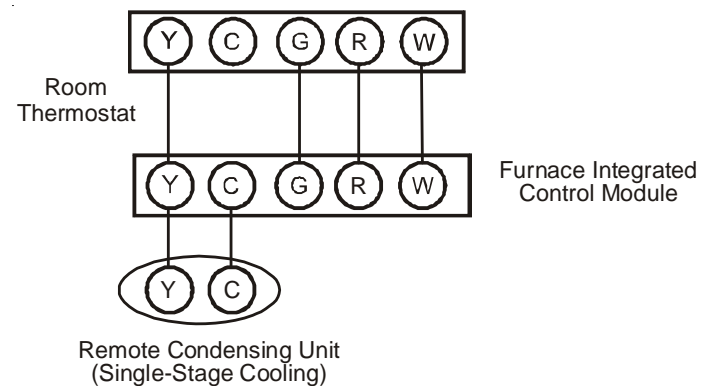 Y C G R W
Room
Thermostat
Y C G R W
Furnace Integrated
Control Module
Y C
Remote Condensing Unit
(Single-Stage Cooling)